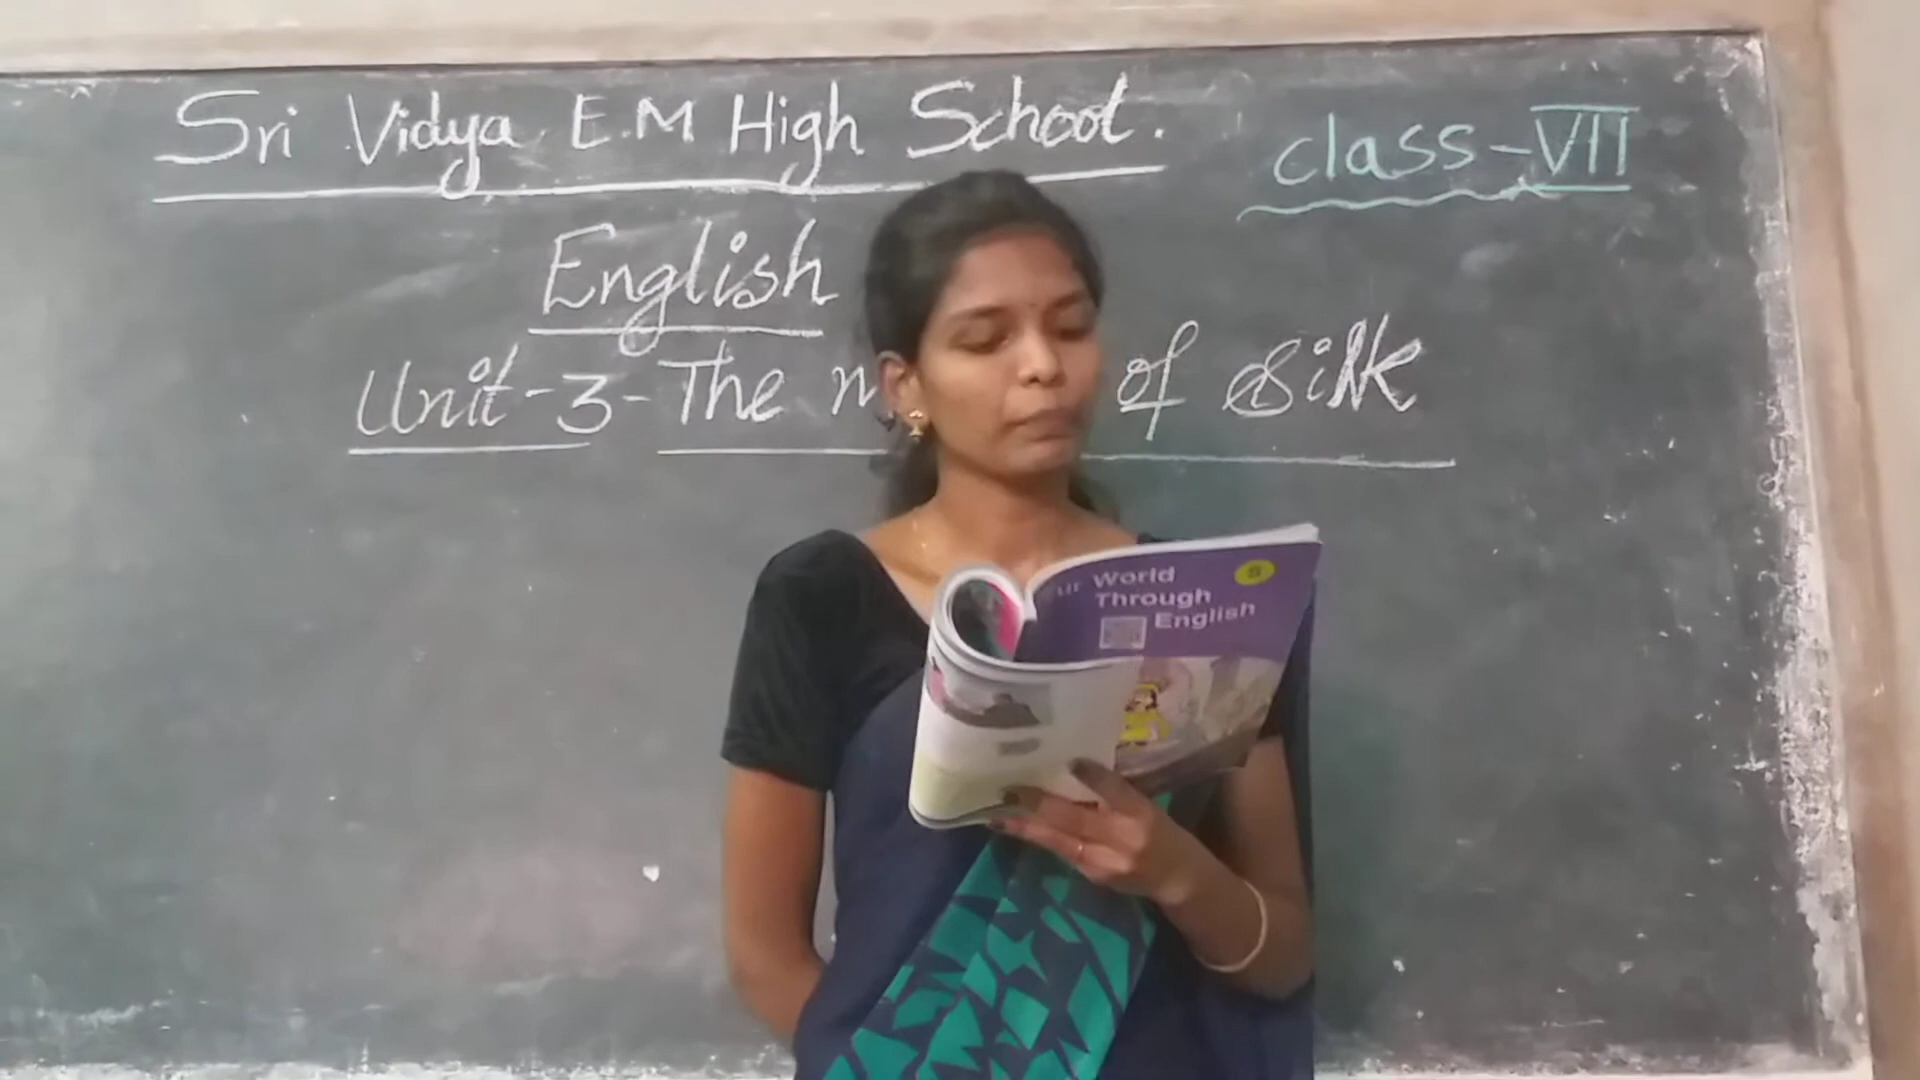 Sri Vidya E.M High School.
class-VII
English
Unit-3-The of Silk
World
Through
English